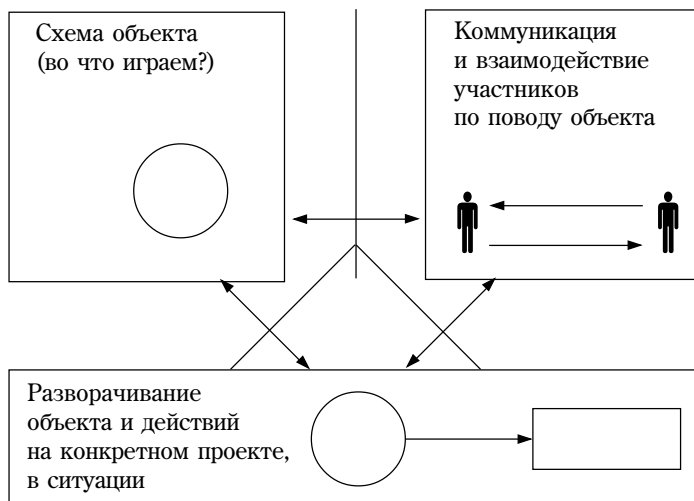 Схема объекта
(во что играем?)
Коммуникация
и взаимодействие
участников
по поводу объекта
Разворачивание
объекта и действий
на конкретном проекте,
в ситуации